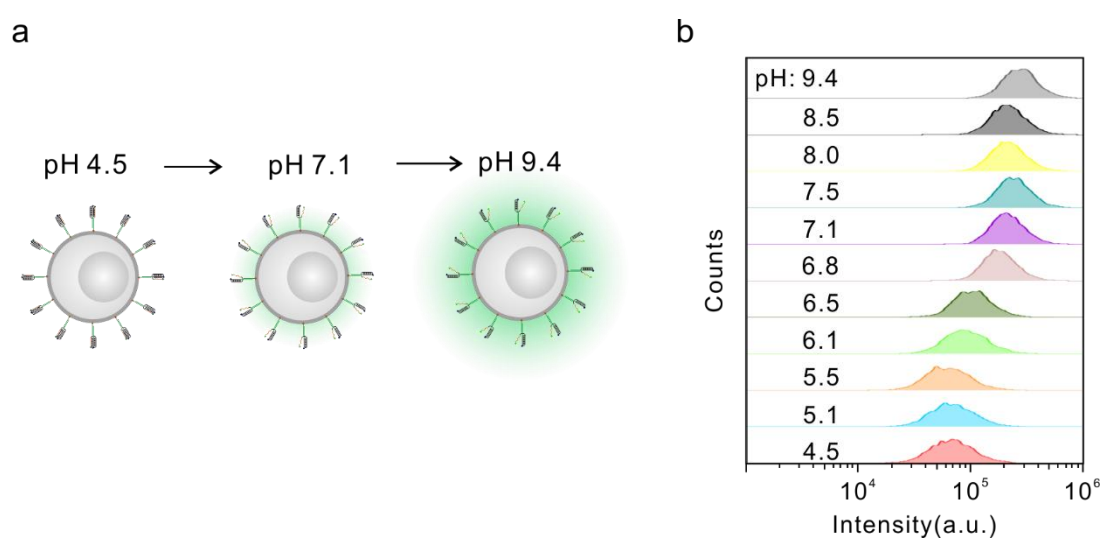 a
pH 4.5 → pH 7.1 → pH 9.4
b
pH: 9.4
8.5
8.0
7.5
7.1
6.8
6.5
6.1
5.5
5.1
4.5
Counts
10⁴ 10⁵ 10⁶
Intensity(a.u.)